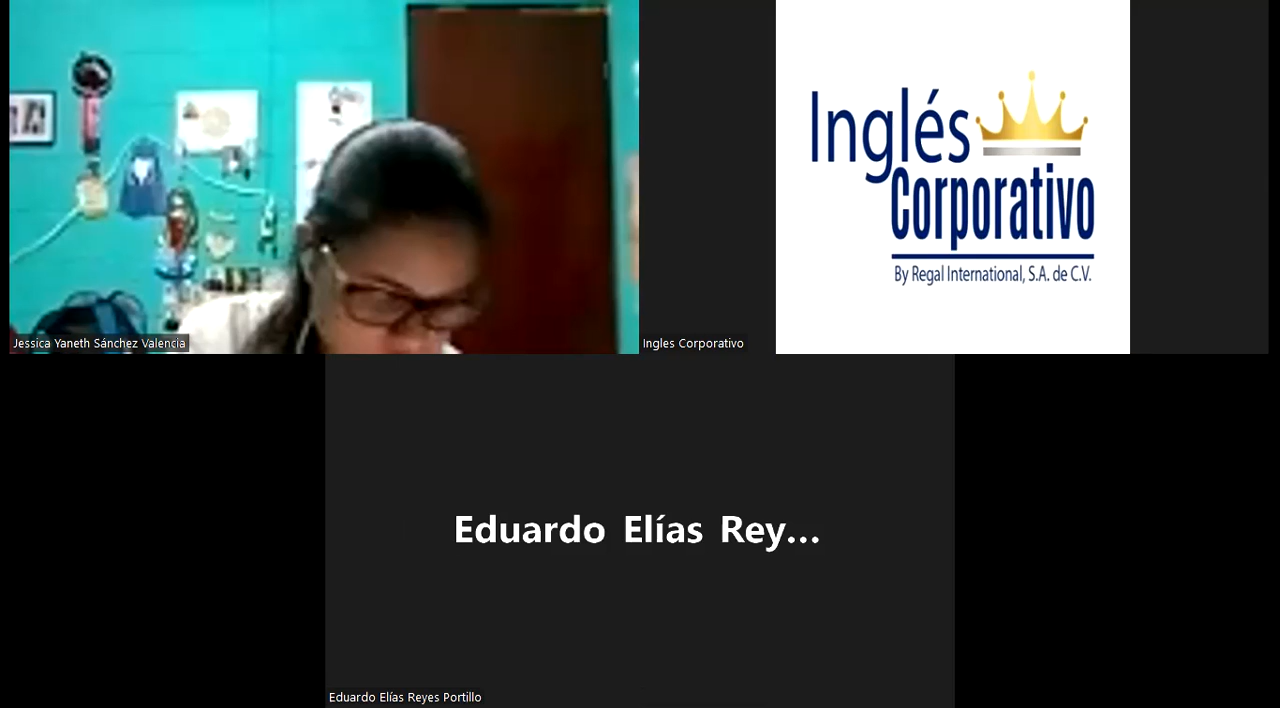 Inglés
Corporativo
By Regal International, S.A. de C.V.
Jessica Yaneth Sánchez Valencia
Ingles Corporativo
Eduardo Elías Rey...
Eduardo Elías Reyes Portillo